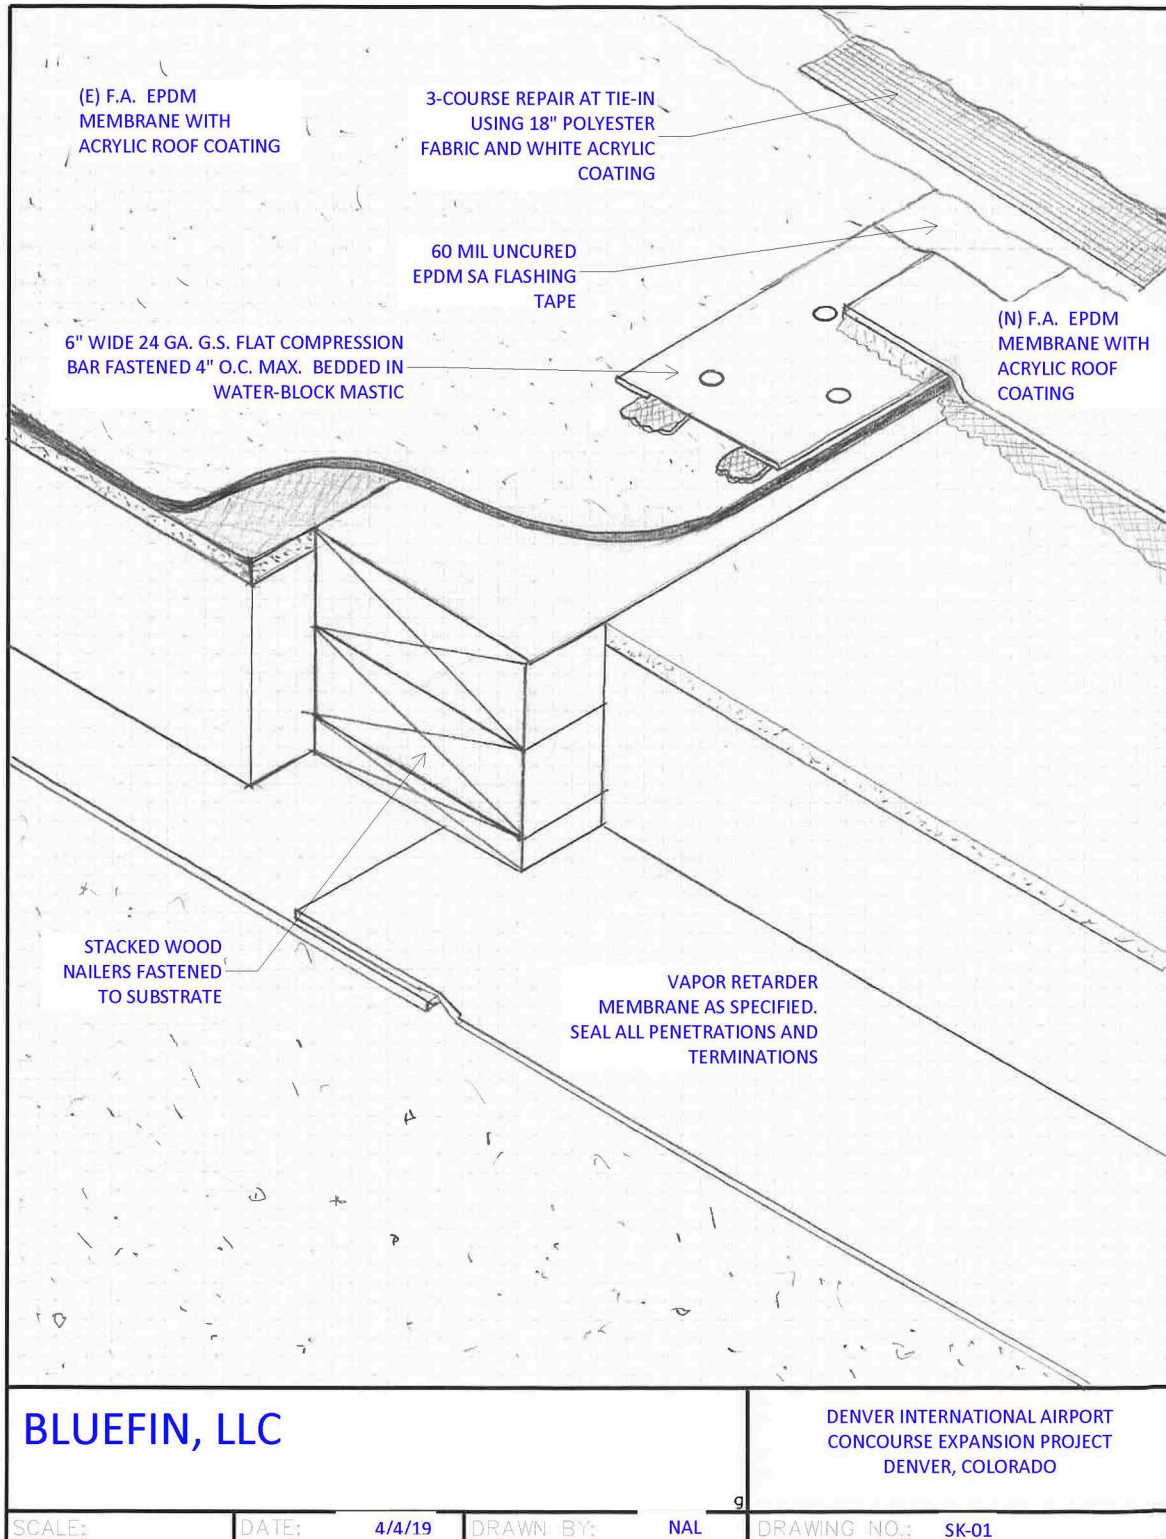 (E) F.A. EPDM
MEMBRANE WITH
ACRYLIC ROOF COATING
3-COURSE REPAIR AT TIE-IN
USING 18" POLYESTER
FABRIC AND WHITE ACRYLIC
COATING
60 MIL UNCURED
EPDM SA FLASHING
TAPE
6" WIDE 24 GA. G.S. FLAT COMPRESSION
BAR FASTENED 4" O.C. MAX. BEDDED IN
WATER-BLOCK MASTIC
(N) F.A. EPDM
MEMBRANE WITH
ACRYLIC ROOF
COATING
STACKED WOOD
NAILERS FASTENED
TO SUBSTRATE
VAPOR RETARDER
MEMBRANE AS SPECIFIED.
SEAL ALL PENETRATIONS AND
TERMINATIONS
BLUEFIN, LLC
g
DENVER INTERNATIONAL AIRPORT
CONCOURSE EXPANSION PROJECT
DENVER, COLORADO
SCALE:
DATE: 4/4/19
DRAWN BY: NAL
DRAWING NO.: SK-01